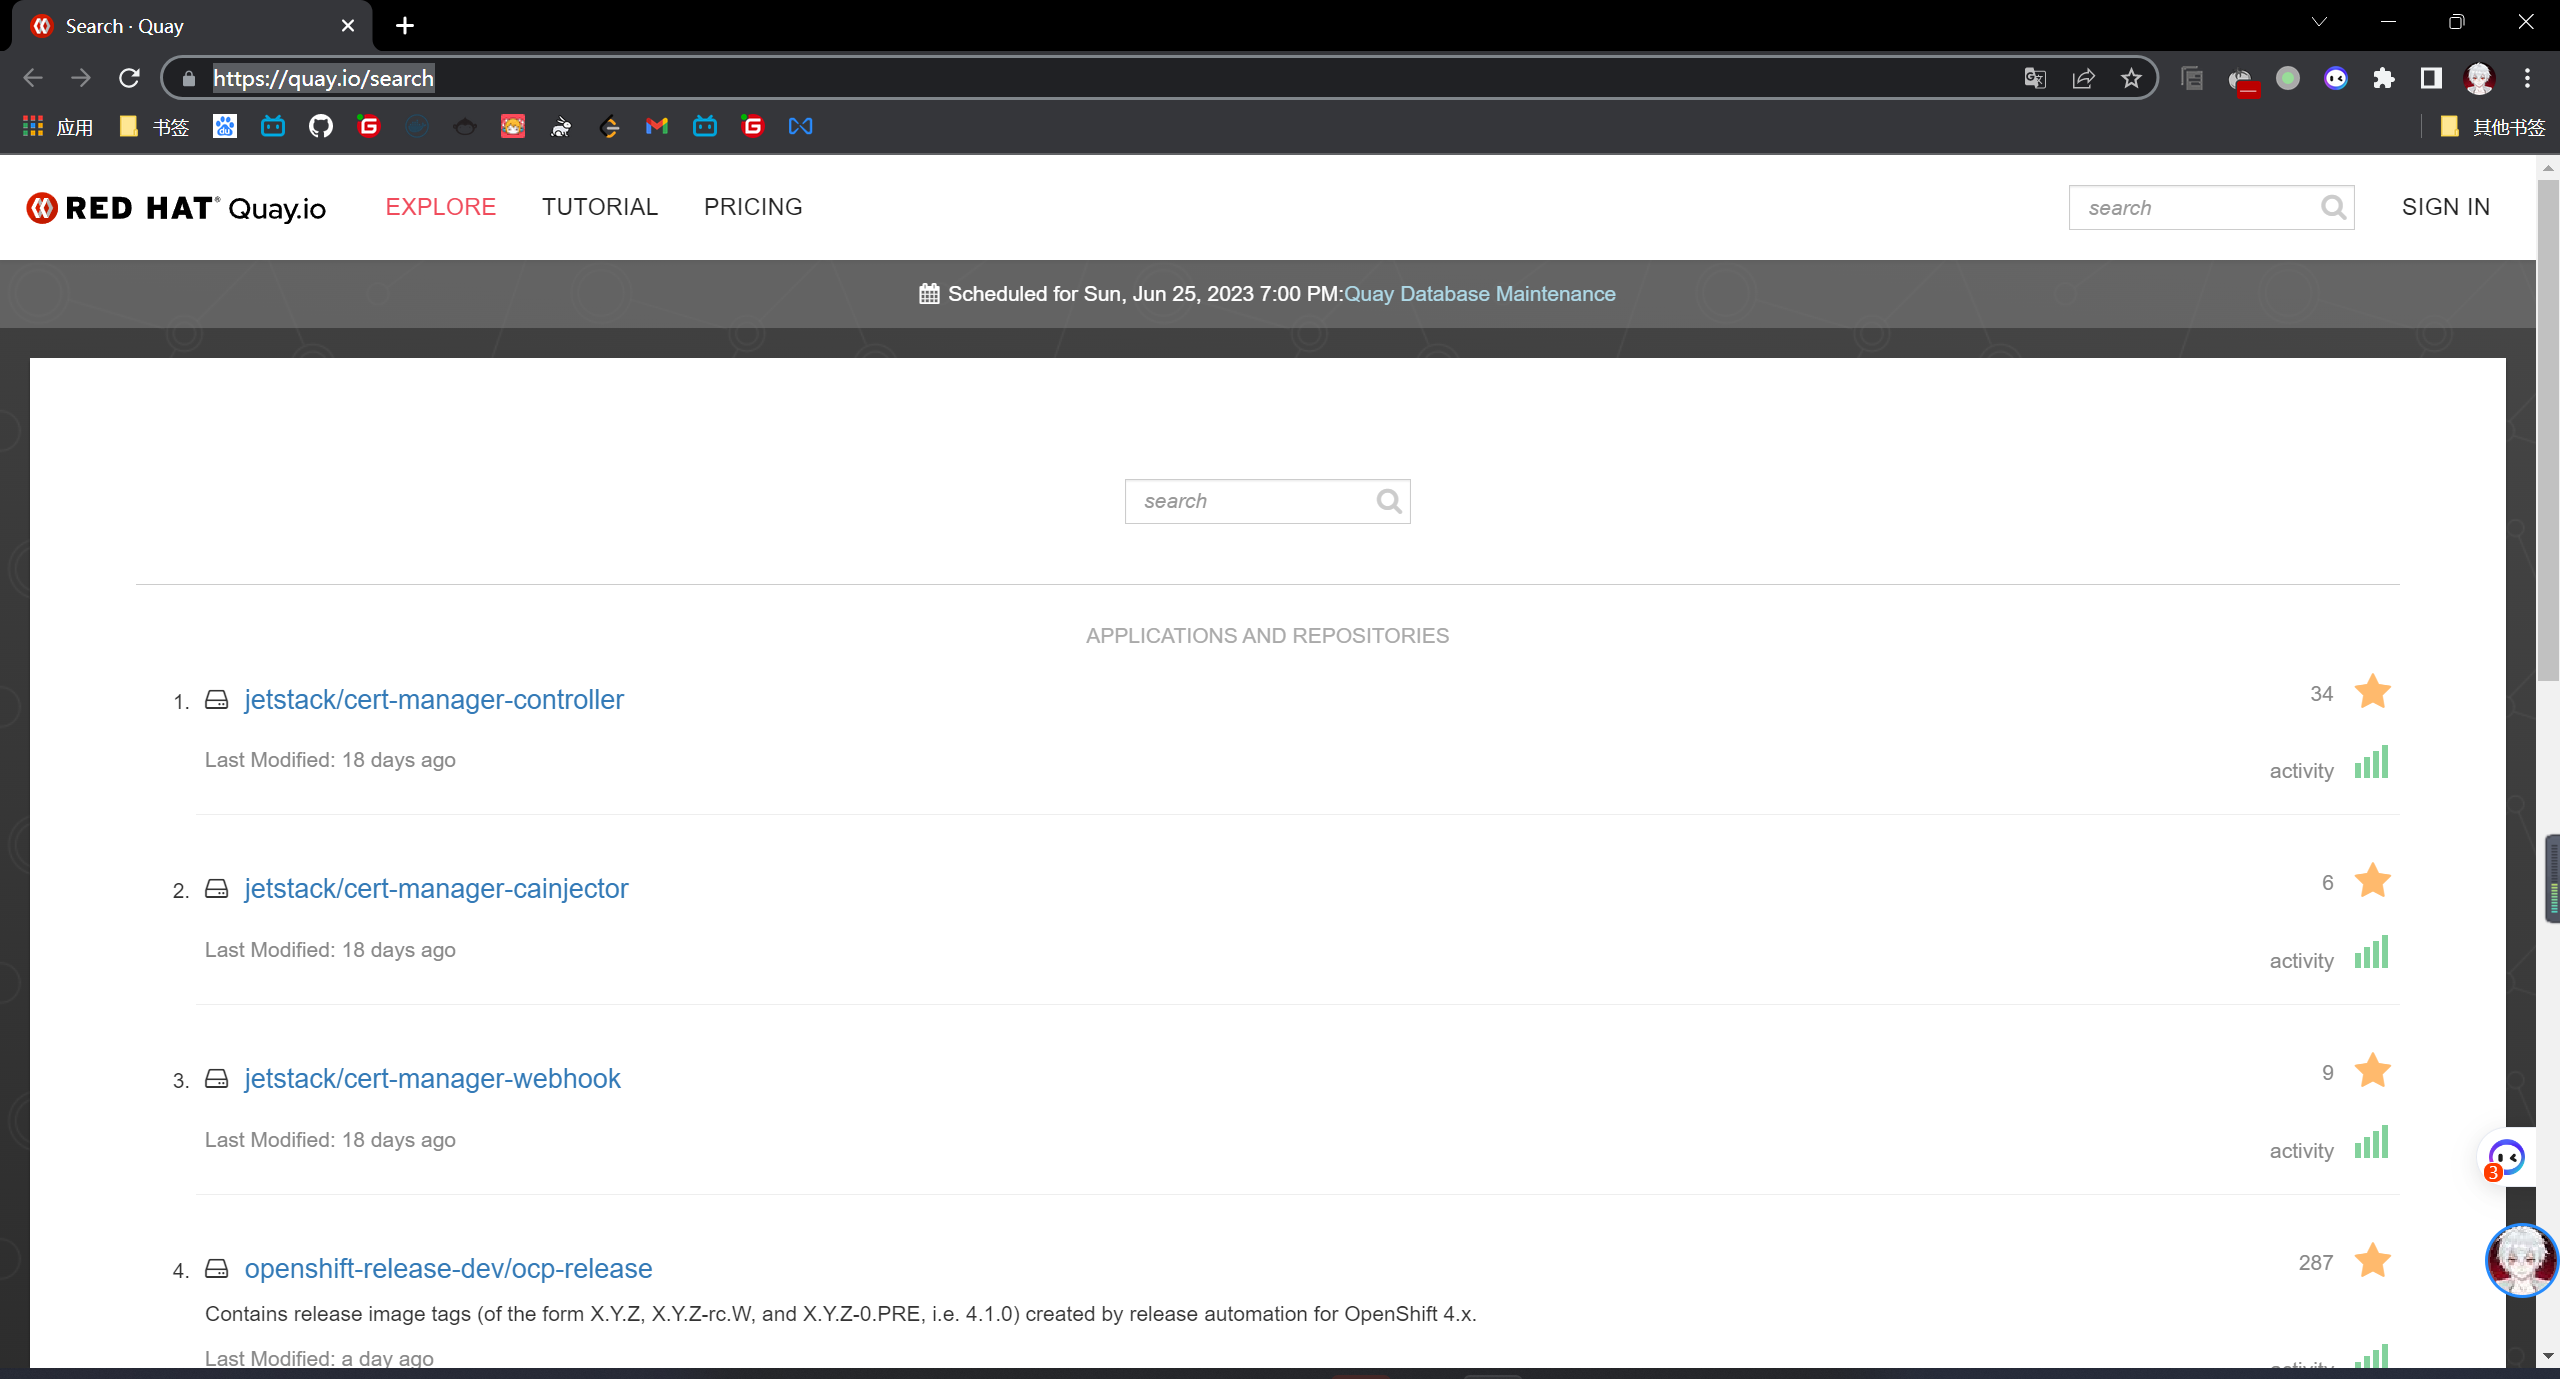 Search · Quay
https://quay.io/search
应用
书签
其他书签
RED HAT® Quay.io
EXPLORE
TUTORIAL
PRICING
search
SIGN IN
Scheduled for Sun, Jun 25, 2023 7:00 PM:Quay Database Maintenance
search
APPLICATIONS AND REPOSITORIES
1. jetstack/cert-manager-controller
34
Last Modified: 18 days ago
activity
2. jetstack/cert-manager-cainjector
6
Last Modified: 18 days ago
activity
3. jetstack/cert-manager-webhook
9
Last Modified: 18 days ago
activity
3
4. openshift-release-dev/ocp-release
287
Contains release image tags (of the form X.Y.Z, X.Y.Z-rc.W, and X.Y.Z-0.PRE, i.e. 4.1.0) created by release automation for OpenShift 4.x.
Last Modified: a day ago
activity